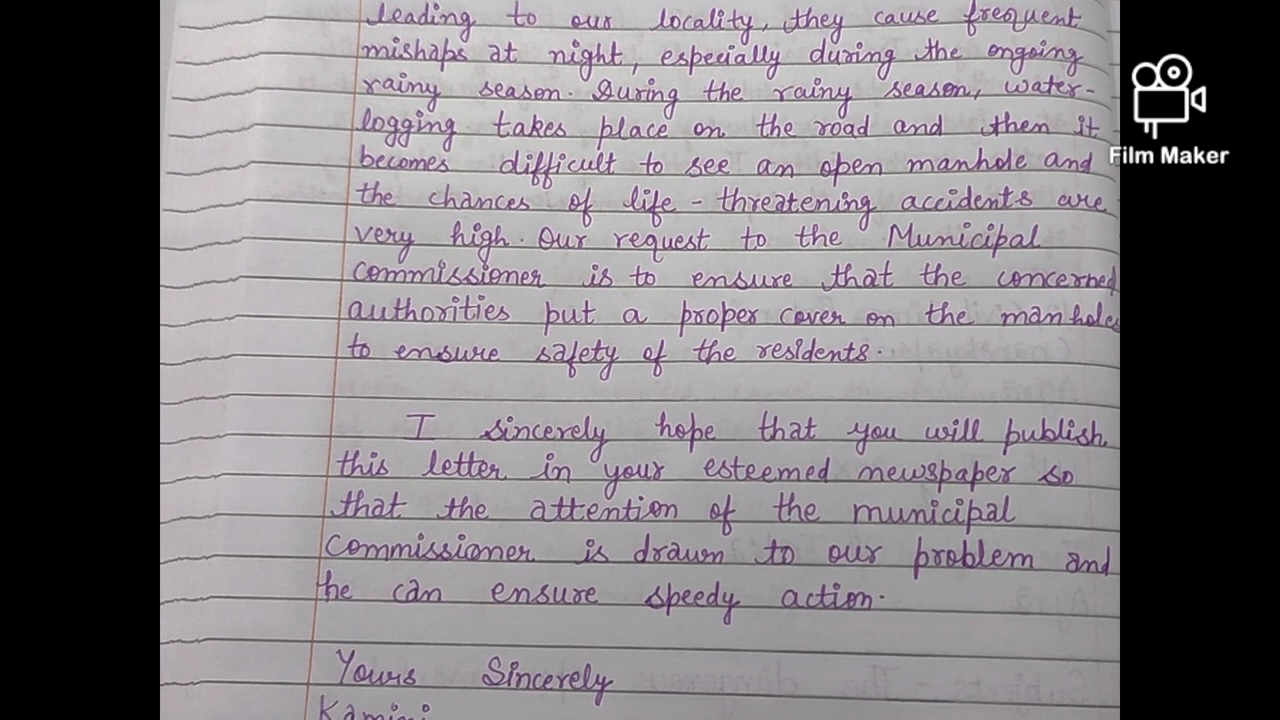 leading to our locality, they cause frequent
mishaps at night, especially during the ongoing
rainy season. During the rainy season, water-
logging takes place on the road and then it
becomes difficult to see an open manhole and
the chances of life - threatening accidents are
very high. Our request to the Municipal
commissioner is to ensure that the concerned
authorities put a proper cover on the manholes
to ensure safety of the residents.
I sincerely hope that you will publish
this letter in your esteemed newspaper so
that the attention of the municipal
commissioner is drawn to our problem and
he can ensure speedy action.
Yours Sincerely
Kamini
Film Maker